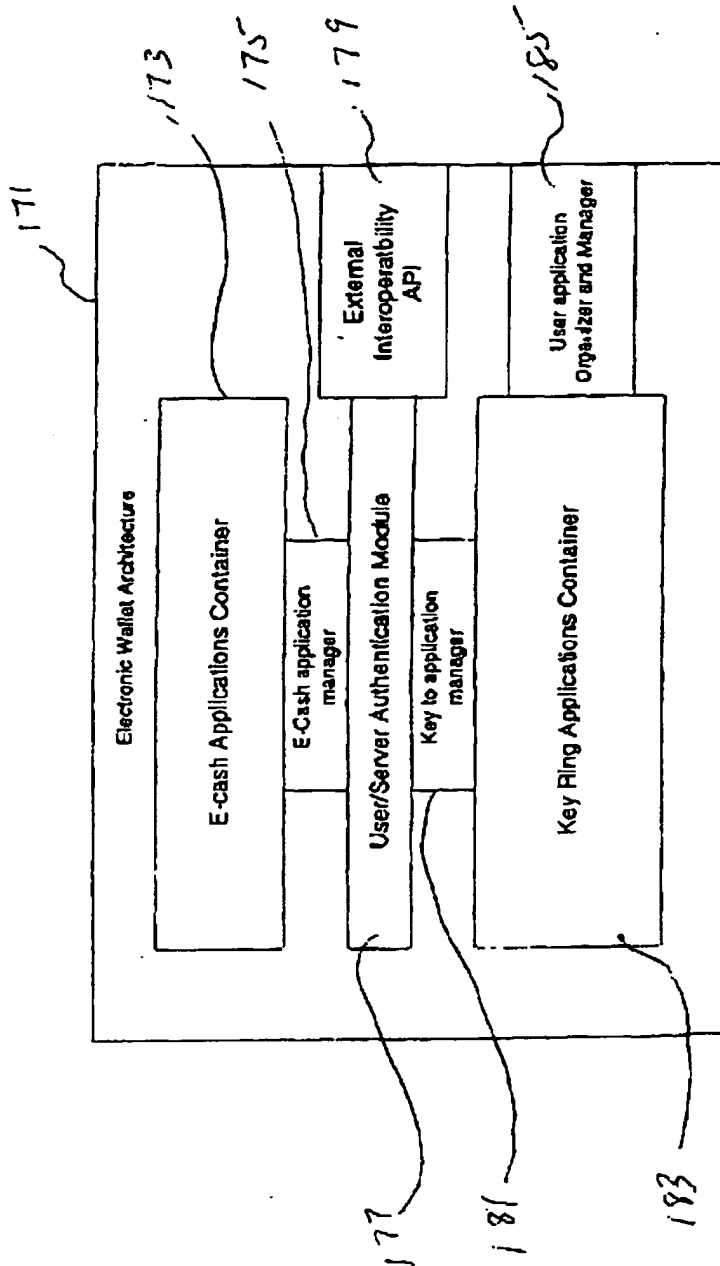 171
173
175
179
185
Electronic Wallet Architecture
E-cash Applications Container
E-Cash application
manager
External
Interoperatbility
API
User/Server Authentication Module
Key to application
manager
User application
Organizer and Manager
Key Ring Applications Container
177
181
183